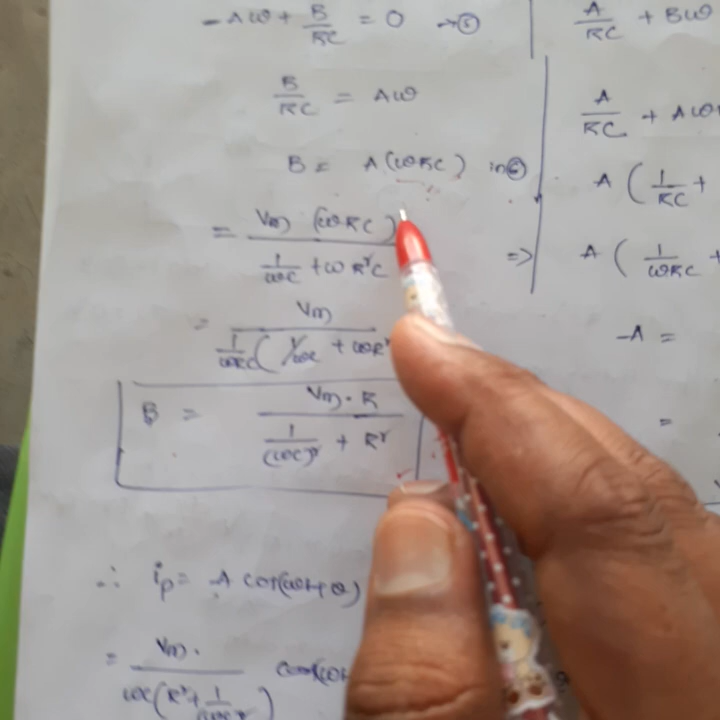 -Aω + B/RC = 0 → ⑤
B/RC = Aω
B = A(ωRC) in ⑥
= Vm (ωRC) / 1/ωC + ωR²C
= Vm / 1/ωRC ( 1/ωC + ωR²
B = Vm·R / 1/(ωC)² + R²
∴ ip = A cos(ωt+θ)
= Vm. / ωC(R²+ 1/
A/RC + Bω
A/RC + Aω
A ( 1/RC +
=> A ( 1/ωRC +
-A =
=